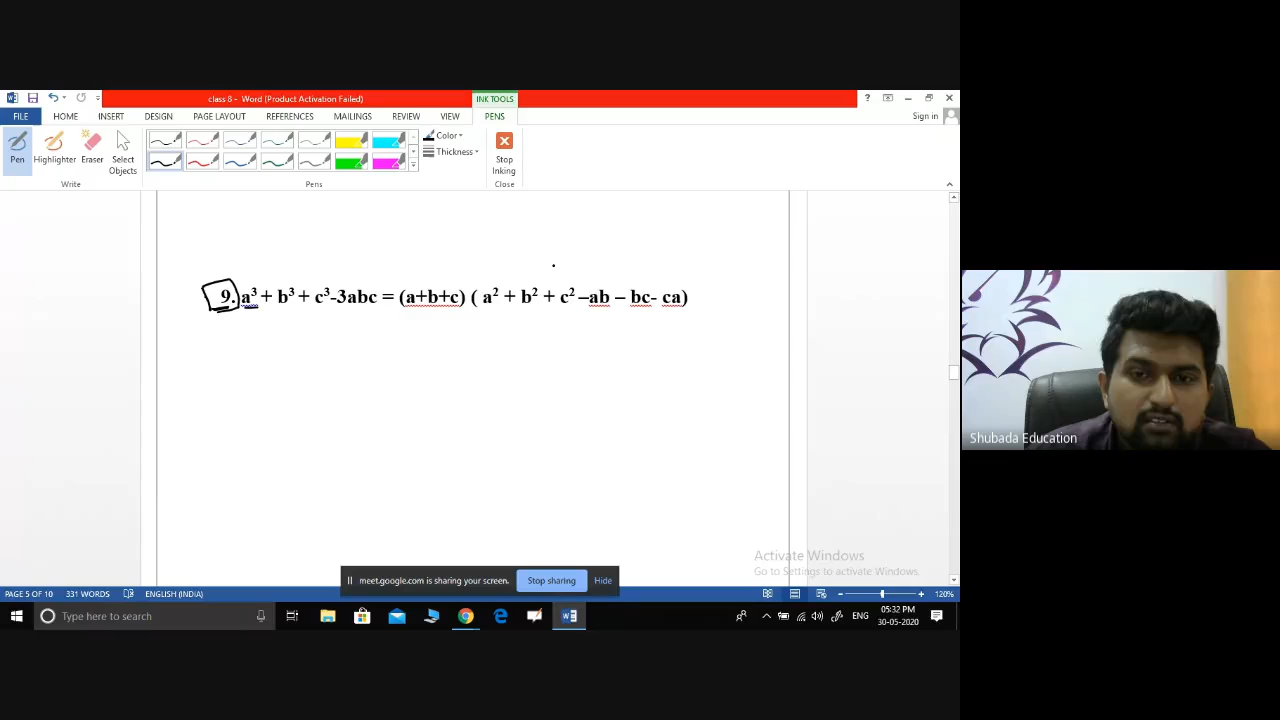 class 8 - Word (Product Activation Failed)
INK TOOLS
?
FILE
HOME
INSERT
DESIGN
PAGE LAYOUT
REFERENCES
MAILINGS
REVIEW
VIEW
PENS
Sign in
Pen
Highlighter
Eraser
Select Objects
Color
Thickness
Stop Inking
Write
Pens
Close
9. a³ + b³ + c³-3abc = (a+b+c) ( a² + b² + c² –ab – bc- ca)
Shubada Education
Activate Windows
Go to Settings to activate Windows.
meet.google.com is sharing your screen.
Stop sharing
Hide
PAGE 5 OF 10
331 WORDS
ENGLISH (INDIA)
120%
Type here to search
ENG
05:32 PM
30-05-2020